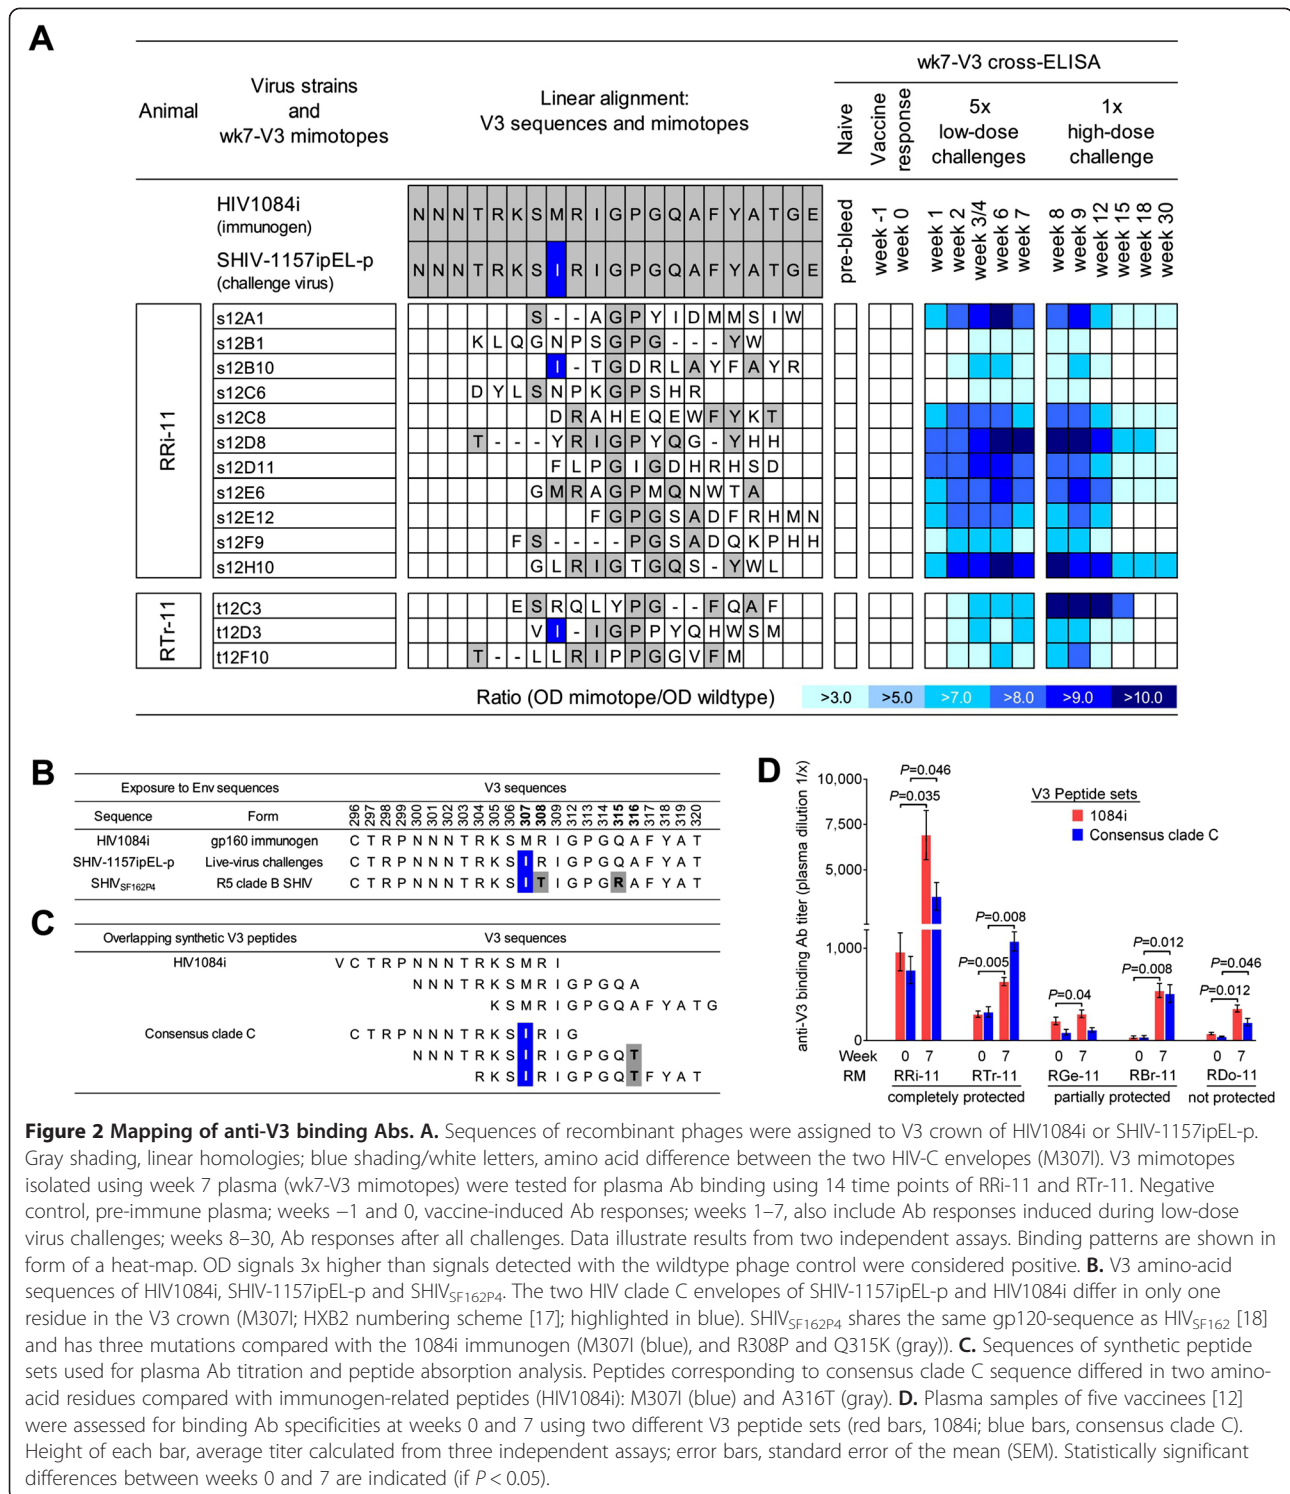 A
wk7-V3 cross-ELISA
Animal
Virus strains
and
wk7-V3 mimotopes
Linear alignment:
V3 sequences and mimotopes
Naive
Vaccine
response
5x
low-dose
challenges
1x
high-dose
challenge
HIV1084i
(immunogen)
N N N T R K S M R I G P G Q A F Y A T G E
SHIV-1157ipEL-p
(challenge virus)
N N N T R K S I R I G P G Q A F Y A T G E
pre-bleed
week -1
week 0
week 1
week 2
week 3/4
week 6
week 7
week 8
week 9
week 12
week 15
week 18
week 30
RRi-11
s12A1 S - - A G P Y I D M M S I W
s12B1 K L Q G N P S G P G - - - Y W
s12B10 I - T G D R L A Y F A Y R
s12C6 D Y L S N P K G P S H R
s12C8 D R A H E Q E W F Y K T
s12D8 T - - - Y R I G P Y Q G - Y H H
s12D11 F L P G I G D H R H S D
s12E6 G M R A G P M Q N W T A
s12E12 F G P G S A D F R H M N
s12F9 F S - - - - P G S A D Q K P H H
s12H10 G L R I G T G Q S - Y W L
RTr-11
t12C3 E S R Q L Y P G - - F Q A F
t12D3 V I - I G P P Y Q H W S M
t12F10 T - - L L R I P P G G V F M
Ratio (OD mimotope/OD wildtype) >3.0 >5.0 >7.0 >8.0 >9.0 >10.0
B
Exposure to Env sequences V3 sequences
Sequence Form 296 297 298 299 300 301 302 303 304 305 306 307 308 309 312 313 314 315 316 317 318 319 320
HIV1084i gp160 immunogen C T R P N N N T R K S M R I G P G Q A F Y A T
SHIV-1157ipEL-p Live-virus challenges C T R P N N N T R K S I R I G P G Q A F Y A T
SHIVSF162P4 R5 clade B SHIV C T R P N N N T R K S I T I G P G R A F Y A T
C
Overlapping synthetic V3 peptides V3 sequences
HIV1084i V C T R P N N N T R K S M R I
N N N T R K S M R I G P G Q A
K S M R I G P G Q A F Y A T G
Consensus clade C C T R P N N N T R K S I R I G
N N N T R K S I R I G P G Q T
R K S I R I G P G Q T F Y A T
D
anti-V3 binding Ab titer (plasma dilution 1/x)
10,000
7,500
5,000
1,000
0
P=0.046
P=0.035
P=0.008
P=0.005
P=0.04
P=0.012
P=0.008
P=0.046
P=0.012
V3 Peptide sets
1084i
Consensus clade C
Week 0 7 0 7 0 7 0 7 0 7
RM RRi-11 RTr-11 RGe-11 RBr-11 RDo-11
completely protected partially protected not protected
Figure 2 Mapping of anti-V3 binding Abs. A. Sequences of recombinant phages were assigned to V3 crown of HIV1084i or SHIV-1157ipEL-p.
Gray shading, linear homologies; blue shading/white letters, amino acid difference between the two HIV-C envelopes (M307I). V3 mimotopes
isolated using week 7 plasma (wk7-V3 mimotopes) were tested for plasma Ab binding using 14 time points of RRi-11 and RTr-11. Negative
control, pre-immune plasma; weeks −1 and 0, vaccine-induced Ab responses; weeks 1–7, also include Ab responses induced during low-dose
virus challenges; weeks 8–30, Ab responses after all challenges. Data illustrate results from two independent assays. Binding patterns are shown in
form of a heat-map. OD signals 3x higher than signals detected with the wildtype phage control were considered positive. B. V3 amino-acid
sequences of HIV1084i, SHIV-1157ipEL-p and SHIVSF162P4. The two HIV clade C envelopes of SHIV-1157ipEL-p and HIV1084i differ in only one
residue in the V3 crown (M307I; HXB2 numbering scheme [17]; highlighted in blue). SHIVSF162P4 shares the same gp120-sequence as HIVSF162 [18]
and has three mutations compared with the 1084i immunogen (M307I (blue), and R308P and Q315K (gray)). C. Sequences of synthetic peptide
sets used for plasma Ab titration and peptide absorption analysis. Peptides corresponding to consensus clade C sequence differed in two amino-
acid residues compared with immunogen-related peptides (HIV1084i): M307I (blue) and A316T (gray). D. Plasma samples of five vaccinees [12]
were assessed for binding Ab specificities at weeks 0 and 7 using two different V3 peptide sets (red bars, 1084i; blue bars, consensus clade C).
Height of each bar, average titer calculated from three independent assays; error bars, standard error of the mean (SEM). Statistically significant
differences between weeks 0 and 7 are indicated (if P < 0.05).